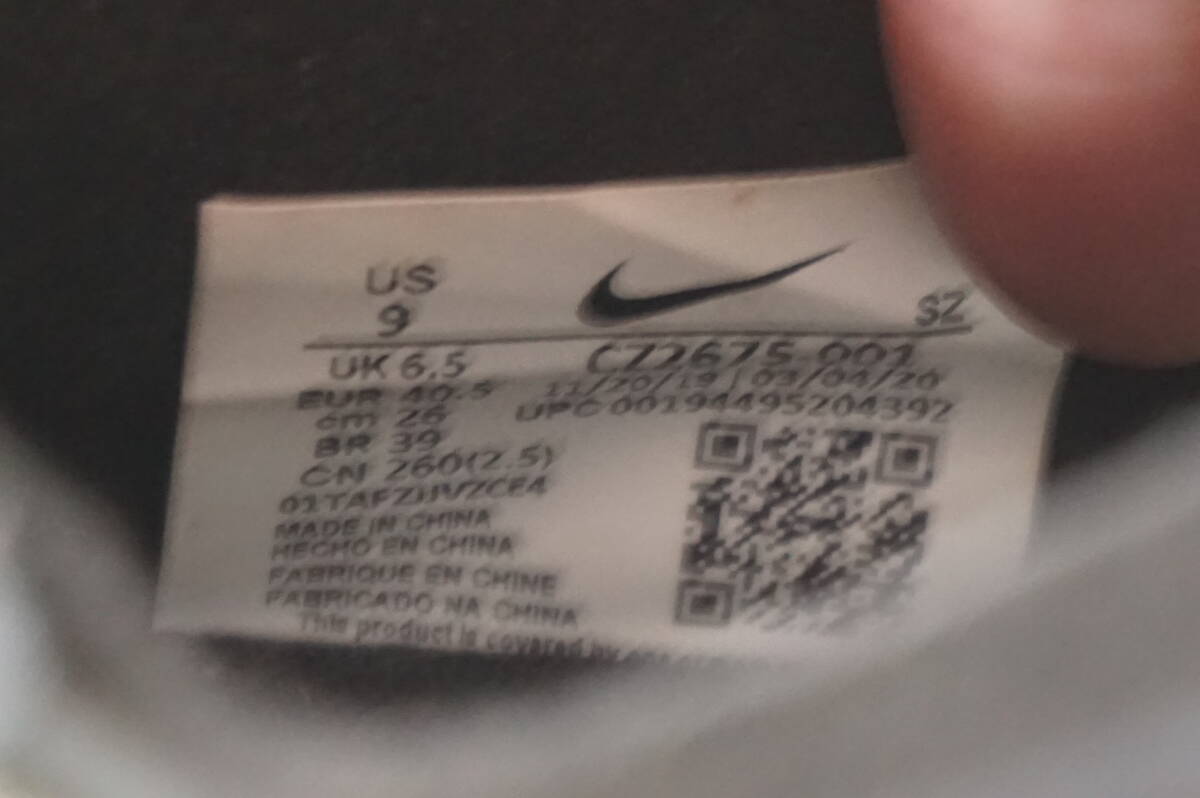 US
9
SZ
UK 6.5
CZ2675 001
EUR 40.5
11/20/19 | 03/04/20
cm 26
UPC 00194495204392
BR 39
CN 260(2.5)
MADE IN CHINA
HECHO EN CHINA
FABRIQUE EN CHINE
FABRICADO NA CHINA
This product is covered by